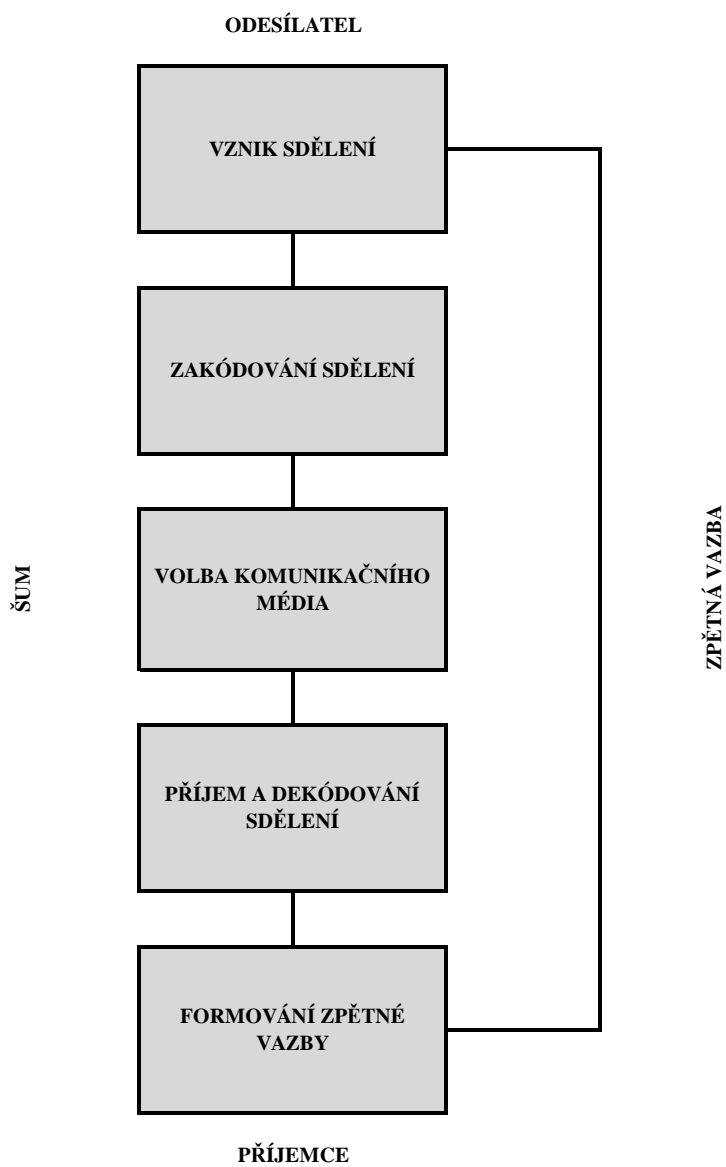 ODESÍLATEL
VZNIK SDĚLENÍ
ZAKÓDOVÁNÍ SDĚLENÍ
VOLBA KOMUNIKAČNÍHO
MÉDIA
ŠUM
ZPĚTNÁ VAZBA
PŘÍJEM A DEKÓDOVÁNÍ
SDĚLENÍ
FORMOVÁNÍ ZPĚTNÉ
VAZBY
PŘÍJEMCE